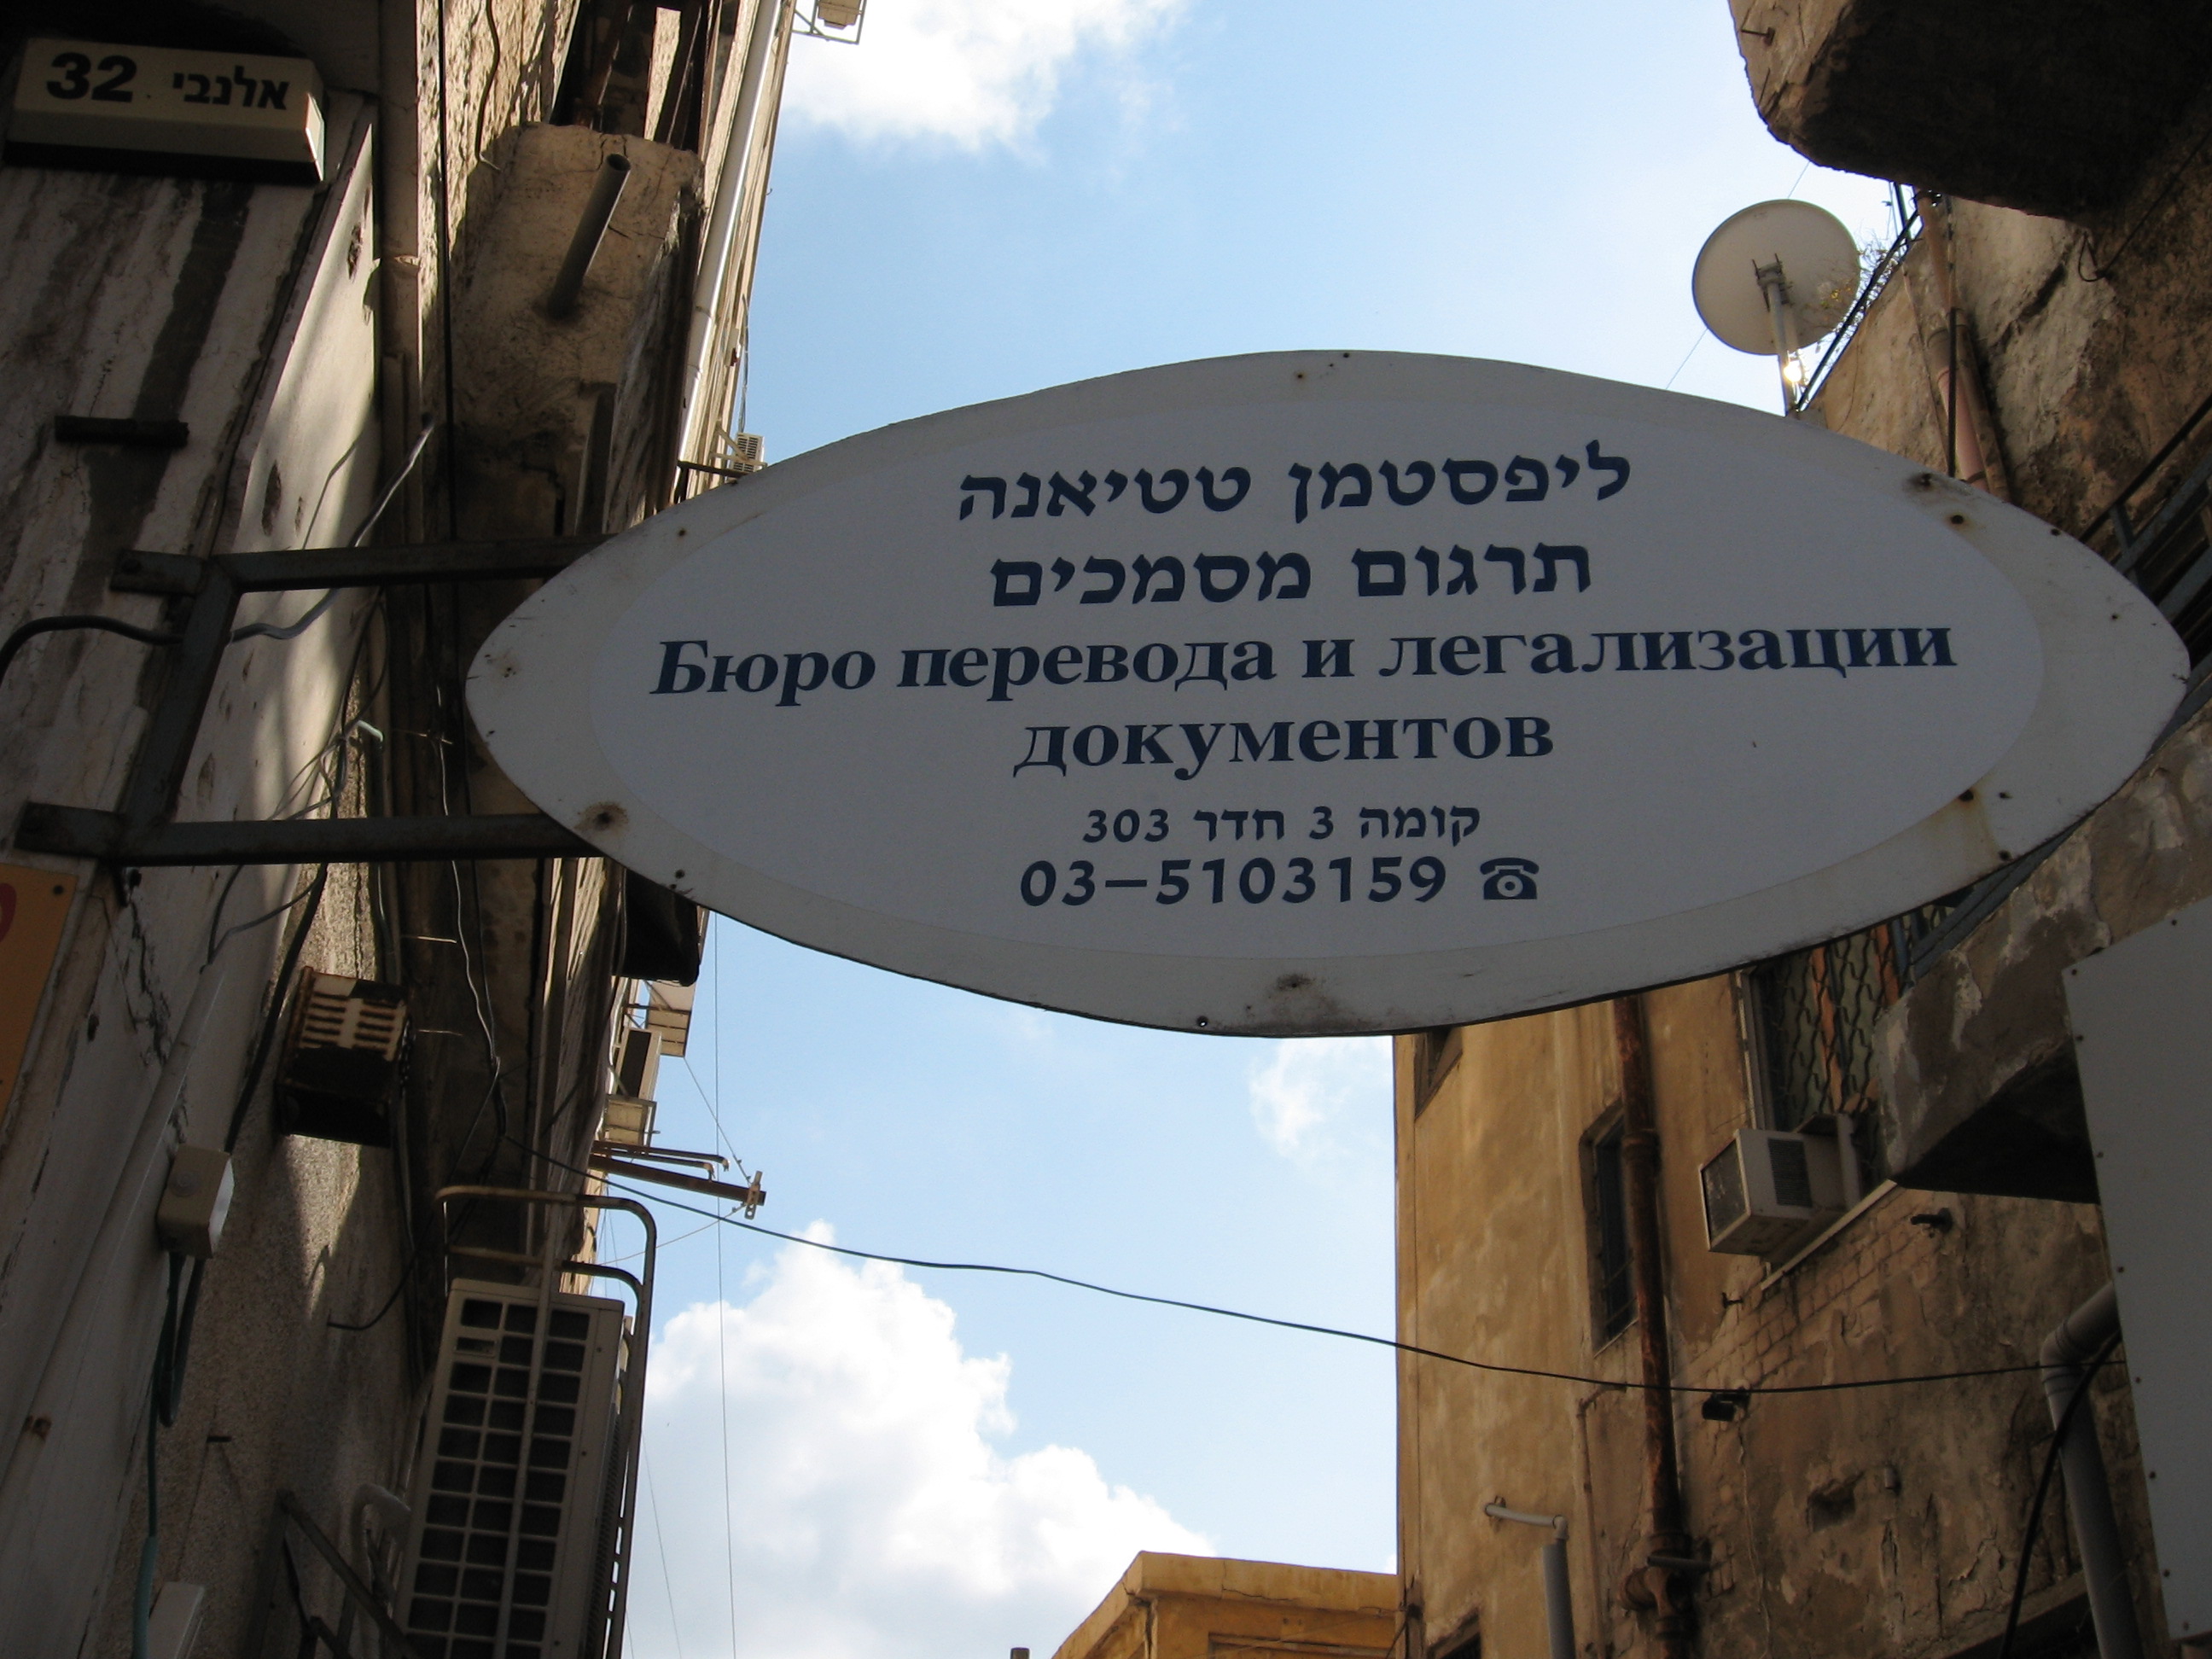 אלנבי 32
ליפסטמן טטיאנה
תרגום מסמכים
Бюро перевода и легализации
документов
קומה 3 חדר 303
03-5103159 ☎